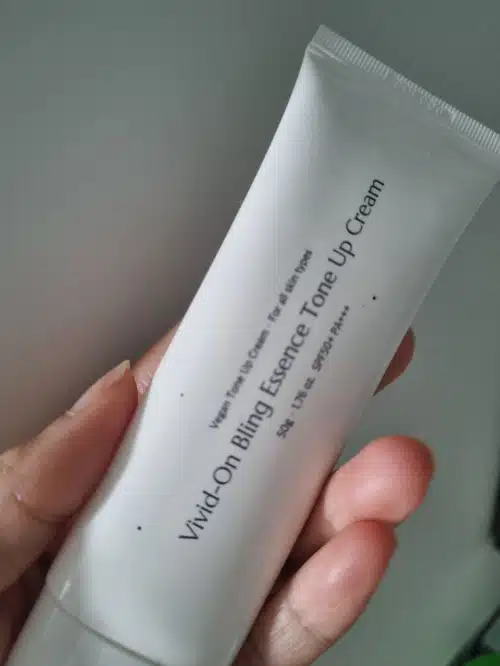 Vegan Tone Up Cream · For all skin types
Vivid-On Bling Essence Tone Up Cream
50g · 1.76 oz. SPF50+ PA+++